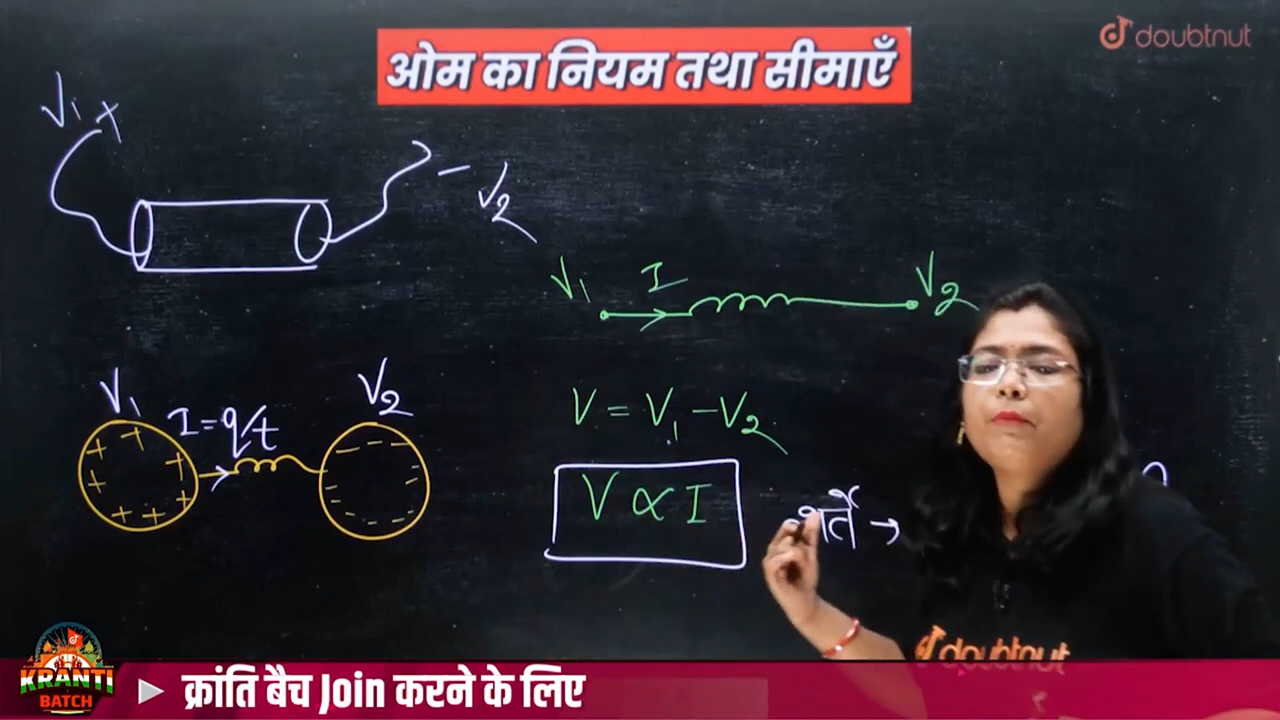 ओम का नियम तथा सीमाएँ
doubtnut
V₁ +
- V₂
V₁ I V₂
V₁ I = q/t V₂
+ + + + + + + +
- - - - - - - - - -
V = V₁ - V₂
V ∝ I
शर्तें →
doubtnut
KRANTI
BATCH
क्रांति बैच Join करने के लिए